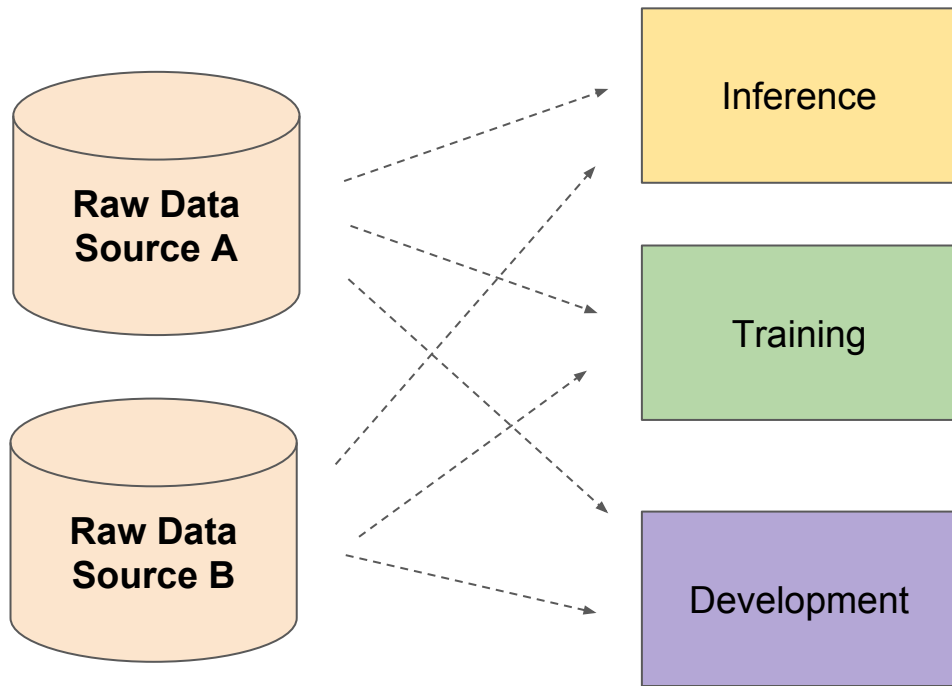 Raw Data
Source A
Raw Data
Source B
Inference
Training
Development